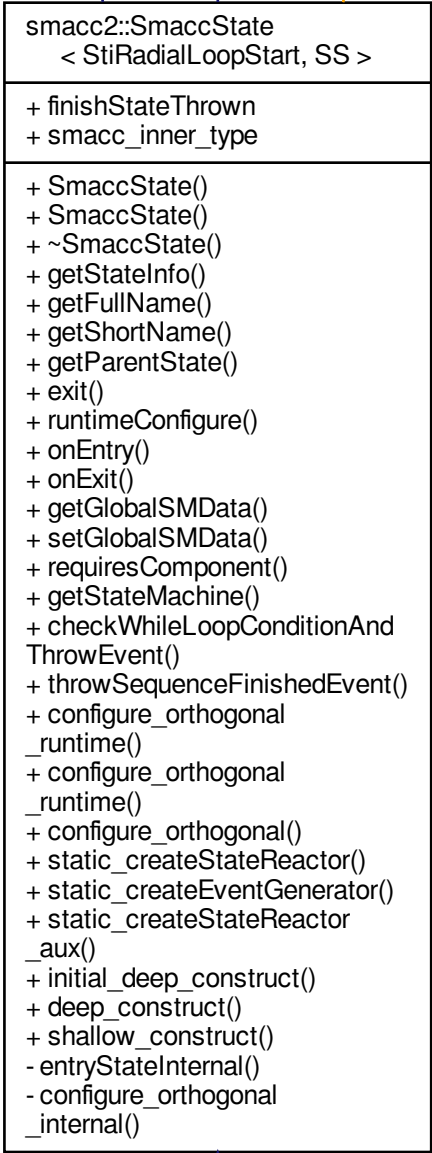 smacc2::SmaccState
< StiRadialLoopStart, SS >
+ finishStateThrown
+ smacc_inner_type
+ SmaccState()
+ SmaccState()
+ ~SmaccState()
+ getStateInfo()
+ getFullName()
+ getShortName()
+ getParentState()
+ exit()
+ runtimeConfigure()
+ onEntry()
+ onExit()
+ getGlobalSMData()
+ setGlobalSMData()
+ requiresComponent()
+ getStateMachine()
+ checkWhileLoopConditionAnd
ThrowEvent()
+ throwSequenceFinishedEvent()
+ configure_orthogonal
_runtime()
+ configure_orthogonal
_runtime()
+ configure_orthogonal()
+ static_createStateReactor()
+ static_createEventGenerator()
+ static_createStateReactor
_aux()
+ initial_deep_construct()
+ deep_construct()
+ shallow_construct()
- entryStateInternal()
- configure_orthogonal
_internal()